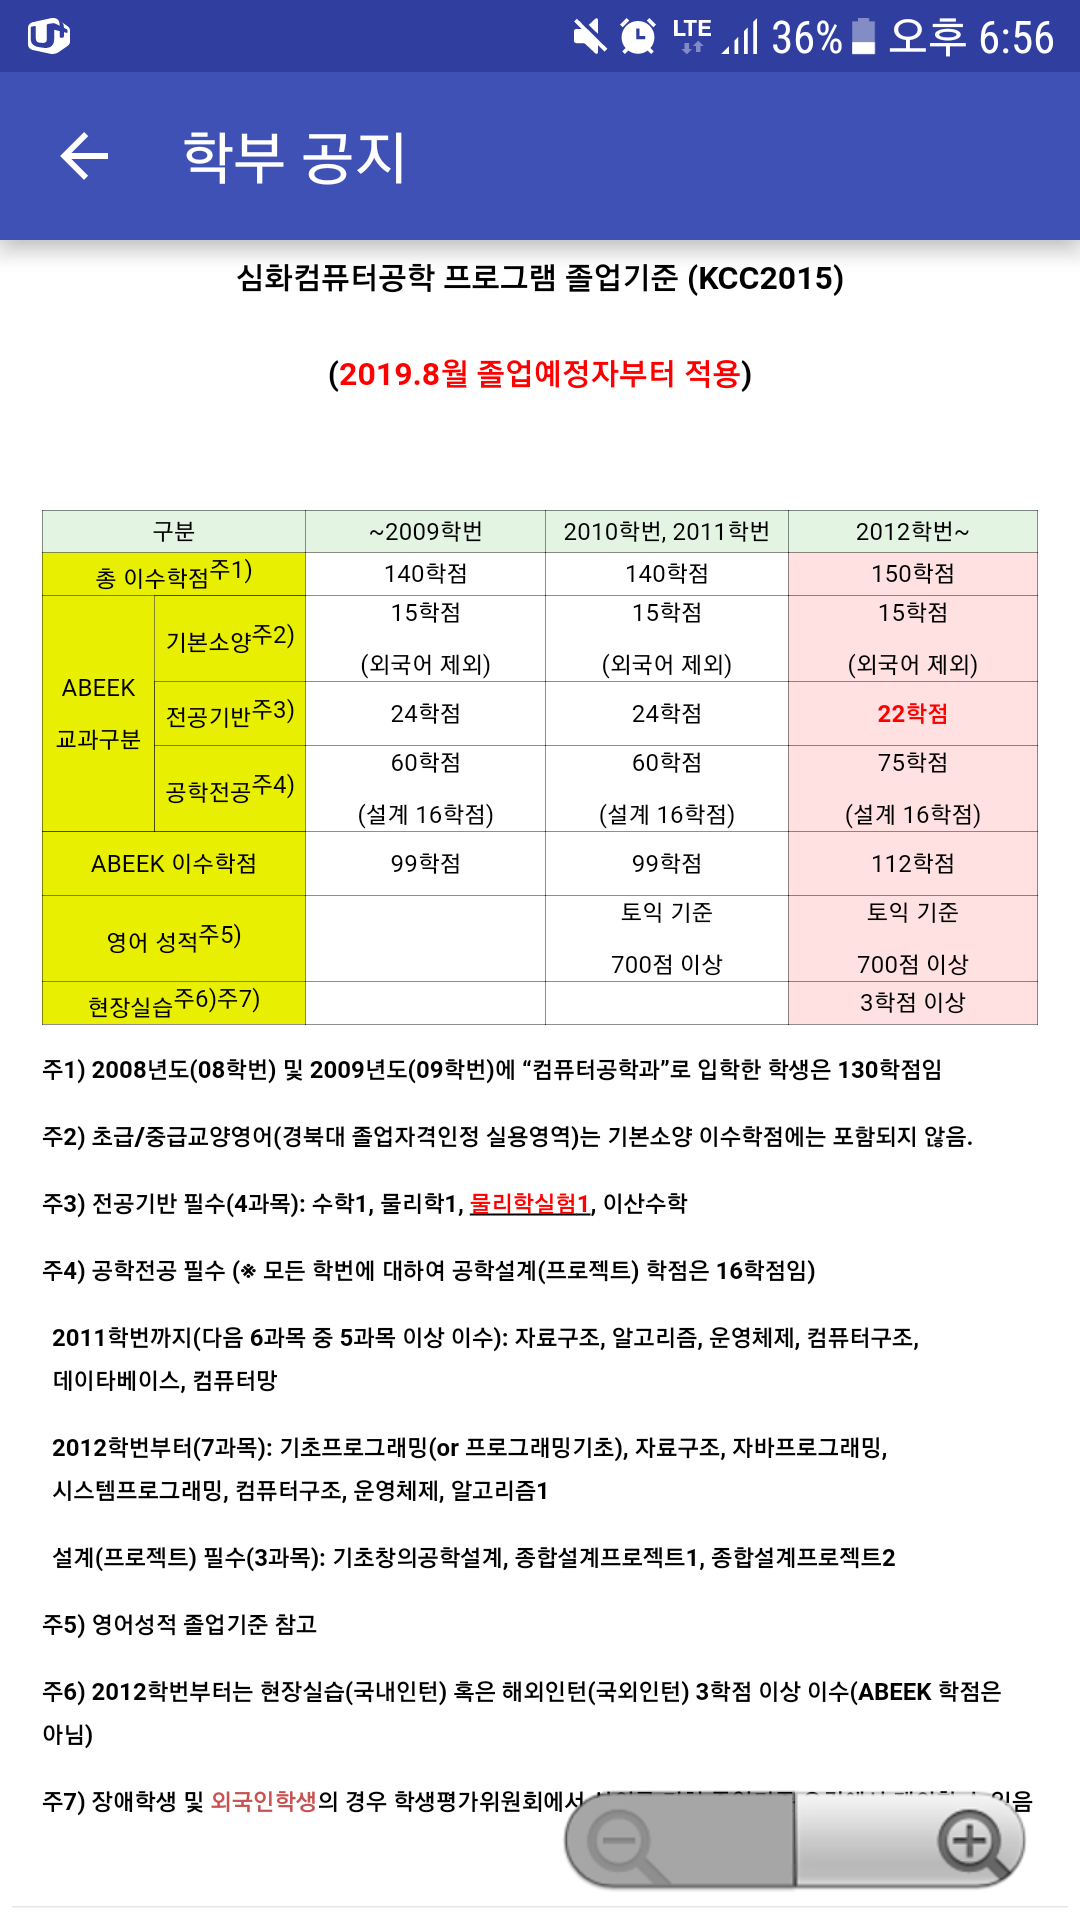 U+ LTE 36% 오후 6:56
학부 공지
심화컴퓨터공학 프로그램 졸업기준 (KCC2015)
(2019.8월 졸업예정자부터 적용)
구분 ~2009학번 2010학번, 2011학번 2012학번~
총 이수학점주1) 140학점 140학점 150학점
ABEEK 교과구분
기본소양주2) 15학점 (외국어 제외) 15학점 (외국어 제외) 15학점 (외국어 제외)
전공기반주3) 24학점 24학점 22학점
공학전공주4) 60학점 (설계 16학점) 60학점 (설계 16학점) 75학점 (설계 16학점)
ABEEK 이수학점 99학점 99학점 112학점
영어 성적주5) 토익 기준 700점 이상 토익 기준 700점 이상
현장실습주6)주7) 3학점 이상
주1) 2008년도(08학번) 및 2009년도(09학번)에 “컴퓨터공학과”로 입학한 학생은 130학점임
주2) 초급/중급교양영어(경북대 졸업자격인정 실용영역)는 기본소양 이수학점에는 포함되지 않음.
주3) 전공기반 필수(4과목): 수학1, 물리학1, 물리학실험1, 이산수학
주4) 공학전공 필수 (※ 모든 학번에 대하여 공학설계(프로젝트) 학점은 16학점임)
2011학번까지(다음 6과목 중 5과목 이상 이수): 자료구조, 알고리즘, 운영체제, 컴퓨터구조,
데이타베이스, 컴퓨터망
2012학번부터(7과목): 기초프로그래밍(or 프로그래밍기초), 자료구조, 자바프로그래밍,
시스템프로그래밍, 컴퓨터구조, 운영체제, 알고리즘1
설계(프로젝트) 필수(3과목): 기초창의공학설계, 종합설계프로젝트1, 종합설계프로젝트2
주5) 영어성적 졸업기준 참고
주6) 2012학번부터는 현장실습(국내인턴) 혹은 해외인턴(국외인턴) 3학점 이상 이수(ABEEK 학점은
아님)
주7) 장애학생 및 외국인학생의 경우 학생평가위원회에서